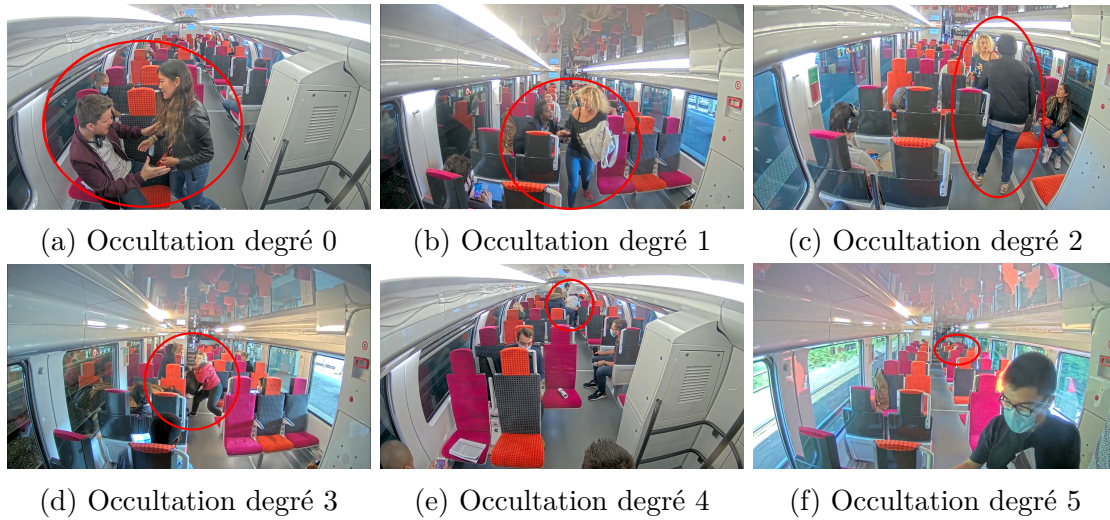 (a) Occultation degré 0
(b) Occultation degré 1
(c) Occultation degré 2
(d) Occultation degré 3
(e) Occultation degré 4
(f) Occultation degré 5